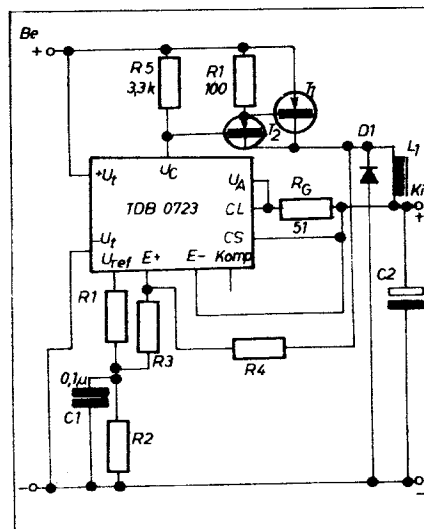 Be
+
R5
3,3k
R1
100
T1
T2
D1
L1
Ki
+
+Ut
UC
UA
TDB 0723
CL
RG
51
CS
-Ut
Uref
E+
E-
Komp
C2
R1
R3
R4
0,1µ
C1
R2
-
-